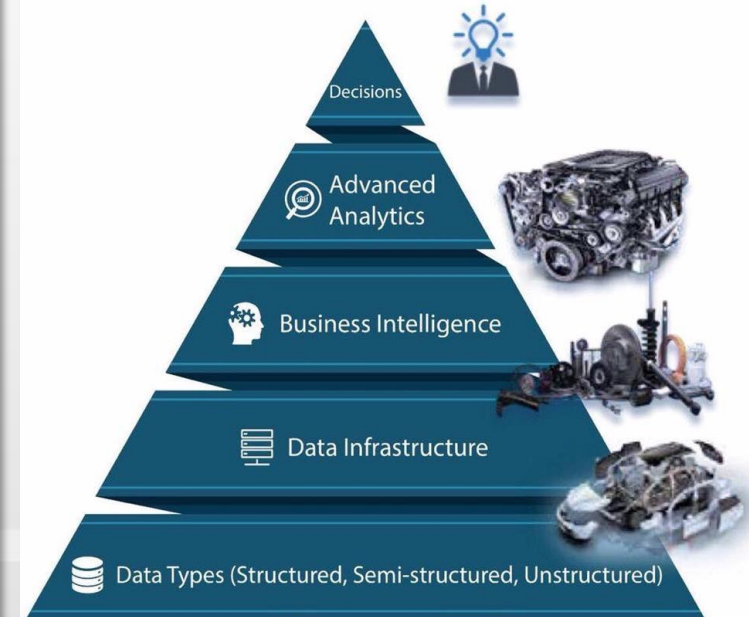 Decisions
Advanced
Analytics
Business Intelligence
Data Infrastructure
Data Types (Structured, Semi-structured, Unstructured)